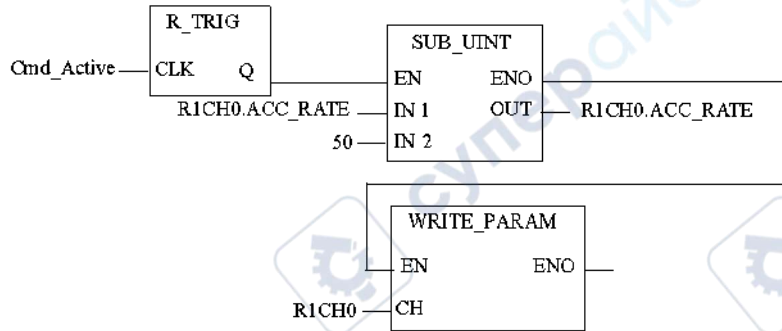 R_TRIG
Cmd_Active CLK Q
SUB_UINT
EN ENO
R1CH0.ACC_RATE IN 1 OUT R1CH0.ACC_RATE
50 IN 2
WRITE_PARAM
EN ENO
R1CH0 CH
супер